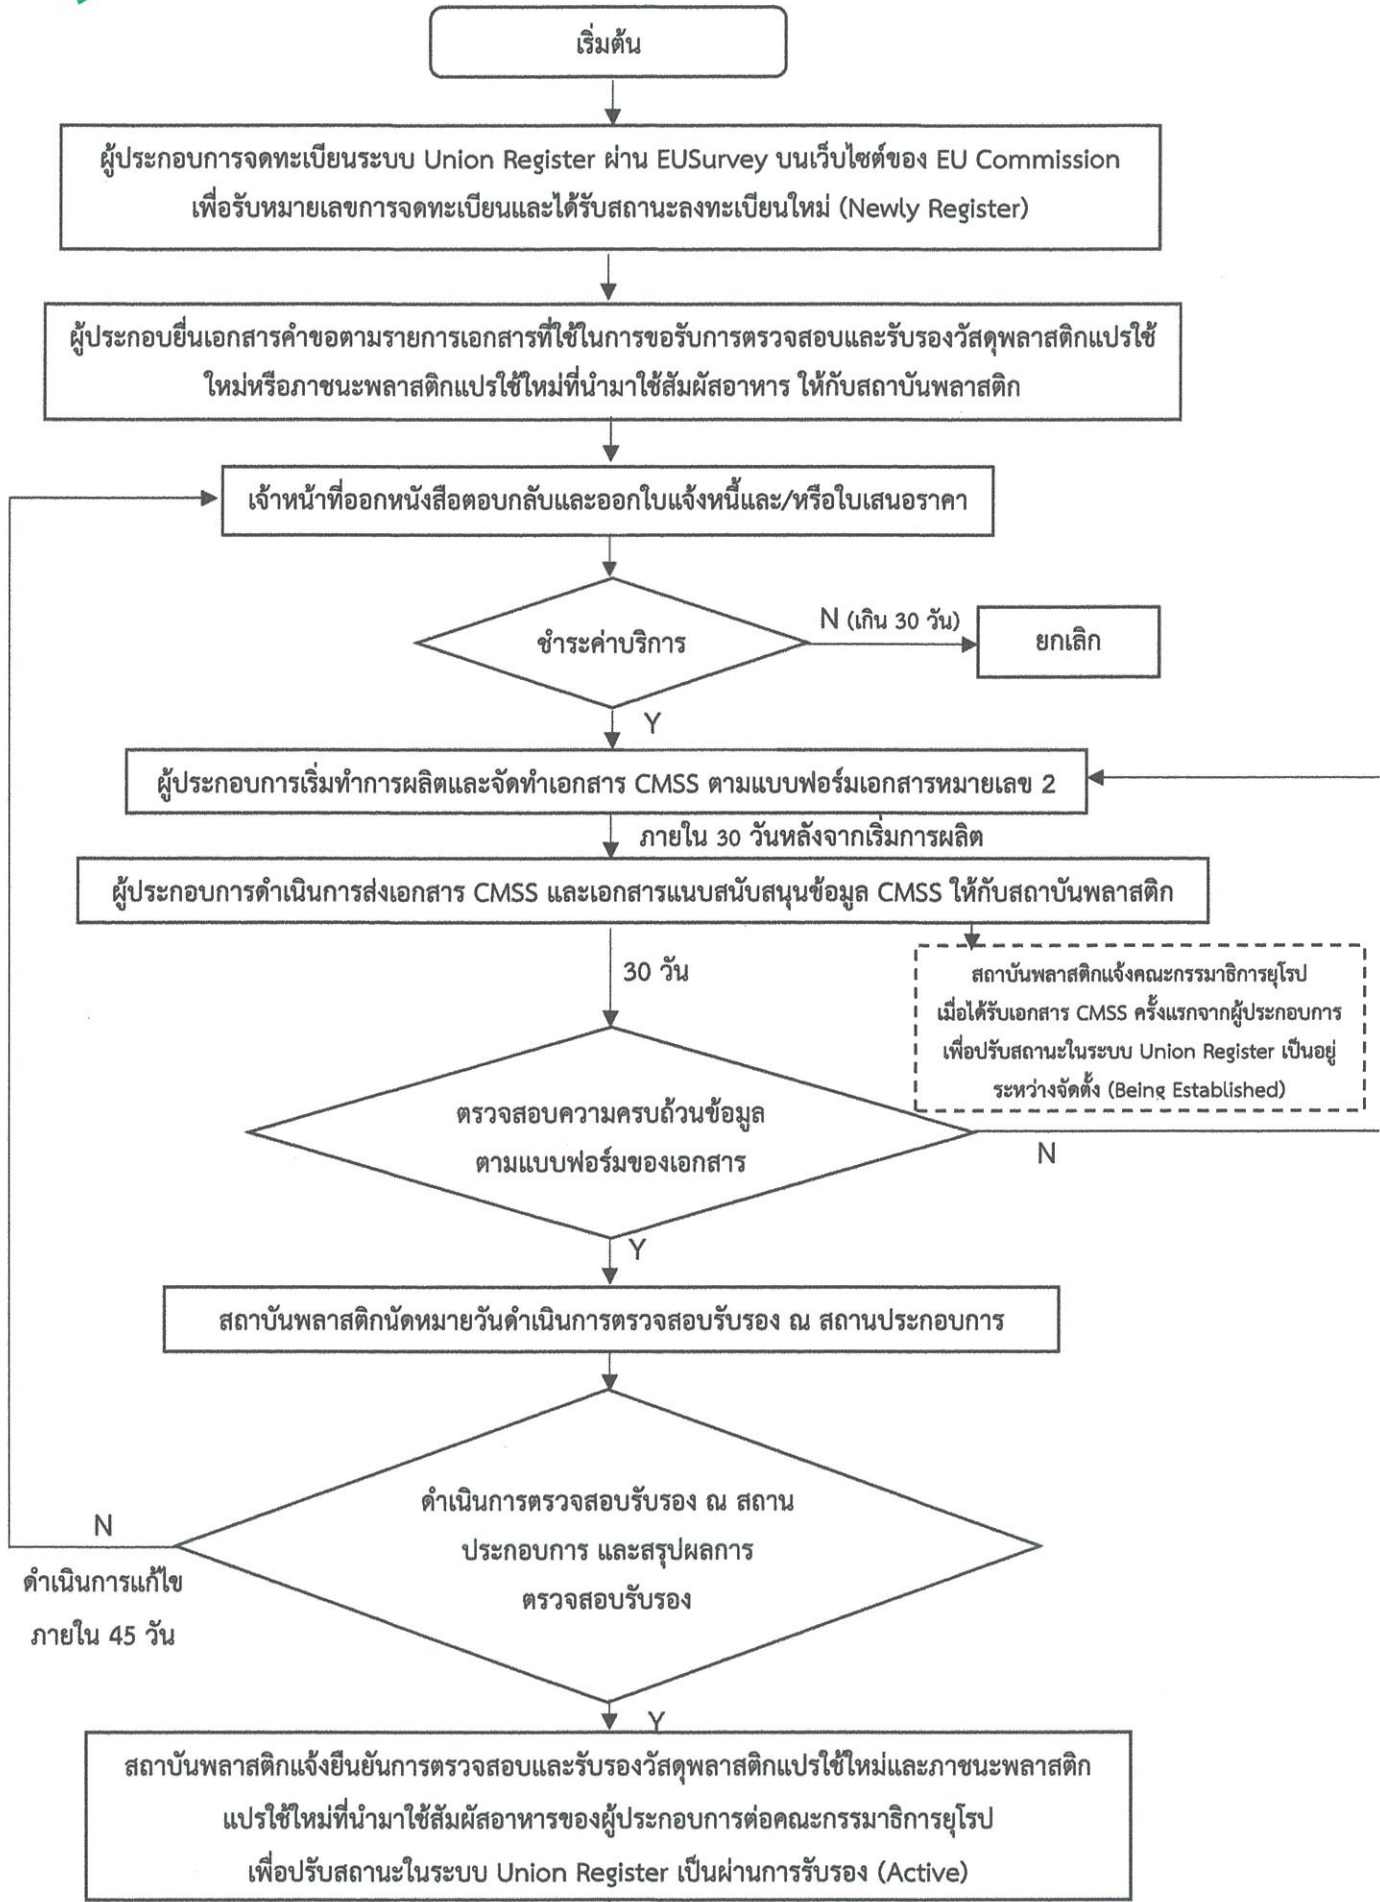 เริ่มต้น
ผู้ประกอบการจดทะเบียนระบบ Union Register ผ่าน EUSurvey บนเว็บไซต์ของ EU Commission
เพื่อรับหมายเลขการจดทะเบียนและได้รับสถานะลงทะเบียนใหม่ (Newly Register)
ผู้ประกอบยื่นเอกสารคำขอตามรายการเอกสารที่ใช้ในการขอรับการตรวจสอบและรับรองวัสดุพลาสติกแปรใช้
ใหม่หรือภาชนะพลาสติกแปรใช้ใหม่ที่นำมาใช้สัมผัสอาหาร ให้กับสถาบันพลาสติก
เจ้าหน้าที่ออกหนังสือตอบกลับและออกใบแจ้งหนี้และ/หรือใบเสนอราคา
ชำระค่าบริการ
N (เกิน 30 วัน)
ยกเลิก
Y
ผู้ประกอบการเริ่มทำการผลิตและจัดทำเอกสาร CMSS ตามแบบฟอร์มเอกสารหมายเลข 2
ภายใน 30 วันหลังจากเริ่มการผลิต
ผู้ประกอบการดำเนินการส่งเอกสาร CMSS และเอกสารแนบสนับสนุนข้อมูล CMSS ให้กับสถาบันพลาสติก
30 วัน
สถาบันพลาสติกแจ้งคณะกรรมาธิการยุโรป
เมื่อได้รับเอกสาร CMSS ครั้งแรกจากผู้ประกอบการ
เพื่อปรับสถานะในระบบ Union Register เป็นอยู่
ระหว่างจัดตั้ง (Being Established)
ตรวจสอบความครบถ้วนข้อมูล
ตามแบบฟอร์มของเอกสาร
N
Y
สถาบันพลาสติกนัดหมายวันดำเนินการตรวจสอบรับรอง ณ สถานประกอบการ
ดำเนินการตรวจสอบรับรอง ณ สถาน
ประกอบการ และสรุปผลการ
ตรวจสอบรับรอง
N
ดำเนินการแก้ไข
ภายใน 45 วัน
Y
สถาบันพลาสติกแจ้งยืนยันการตรวจสอบและรับรองวัสดุพลาสติกแปรใช้ใหม่และภาชนะพลาสติก
แปรใช้ใหม่ที่นำมาใช้สัมผัสอาหารของผู้ประกอบการต่อคณะกรรมาธิการยุโรป
เพื่อปรับสถานะในระบบ Union Register เป็นผ่านการรับรอง (Active)